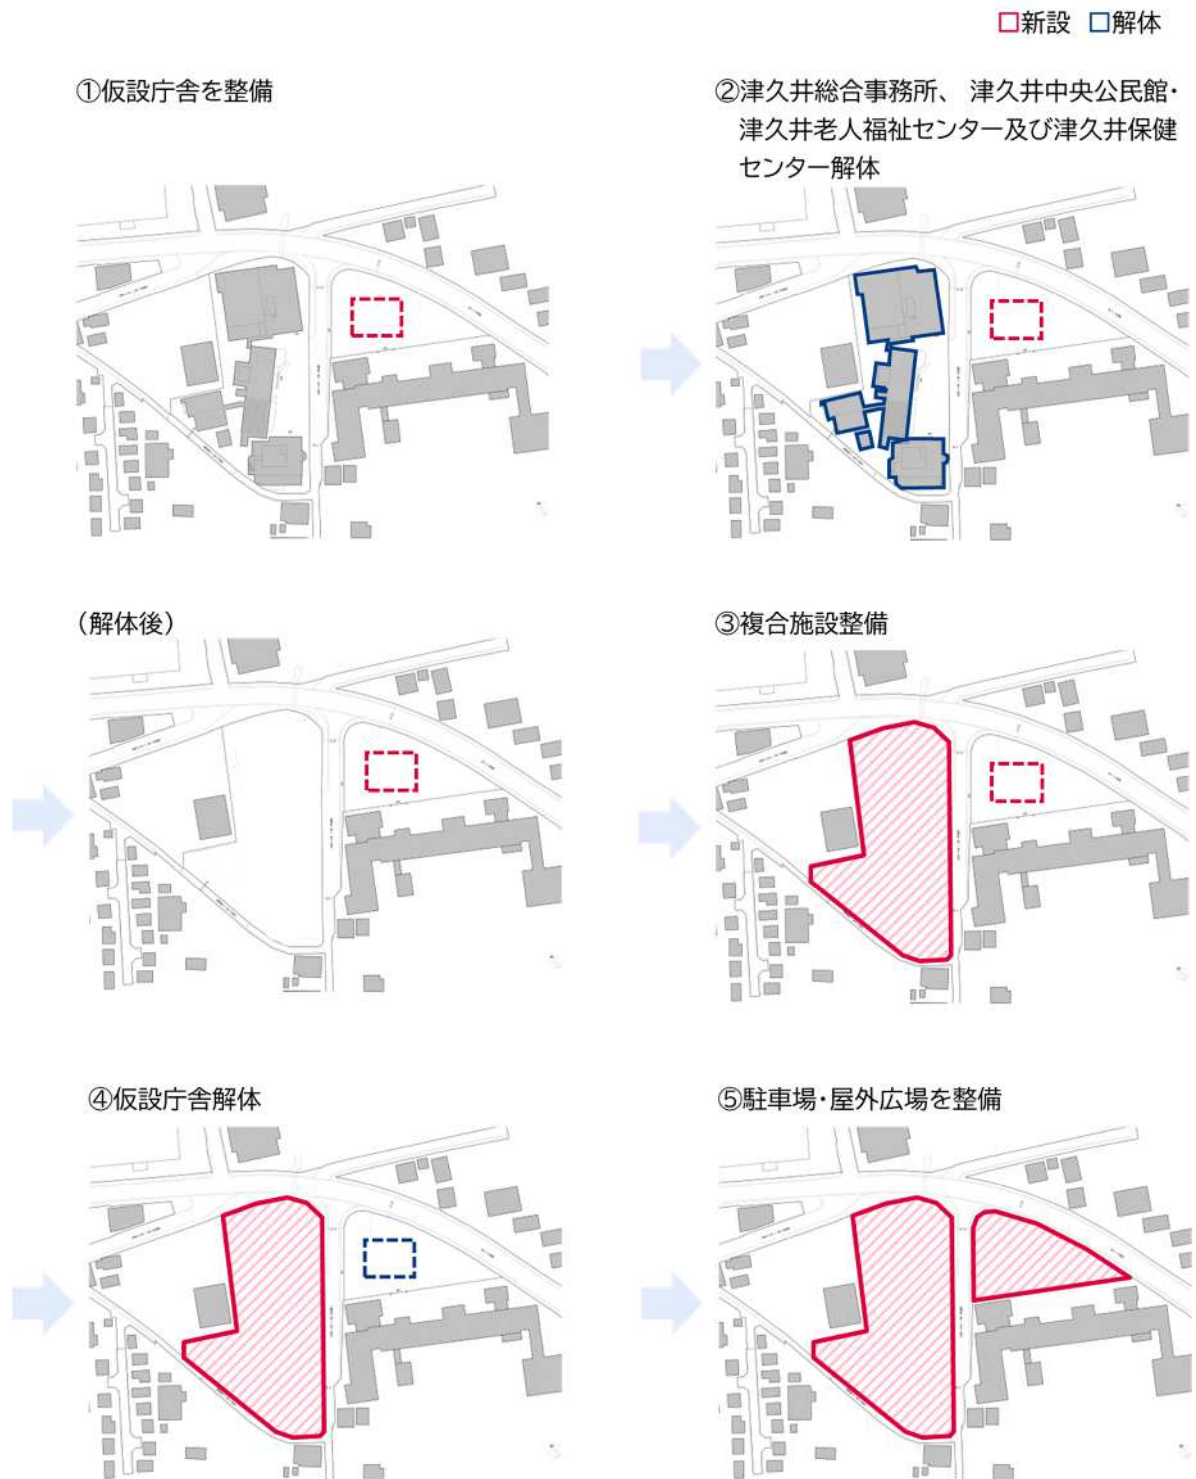 新設 解体
①仮設庁舎を整備
②津久井総合事務所、 津久井中央公民館・
津久井老人福祉センター及び津久井保健
センター解体
(解体後)
③複合施設整備
④仮設庁舎解体
⑤駐車場・屋外広場を整備